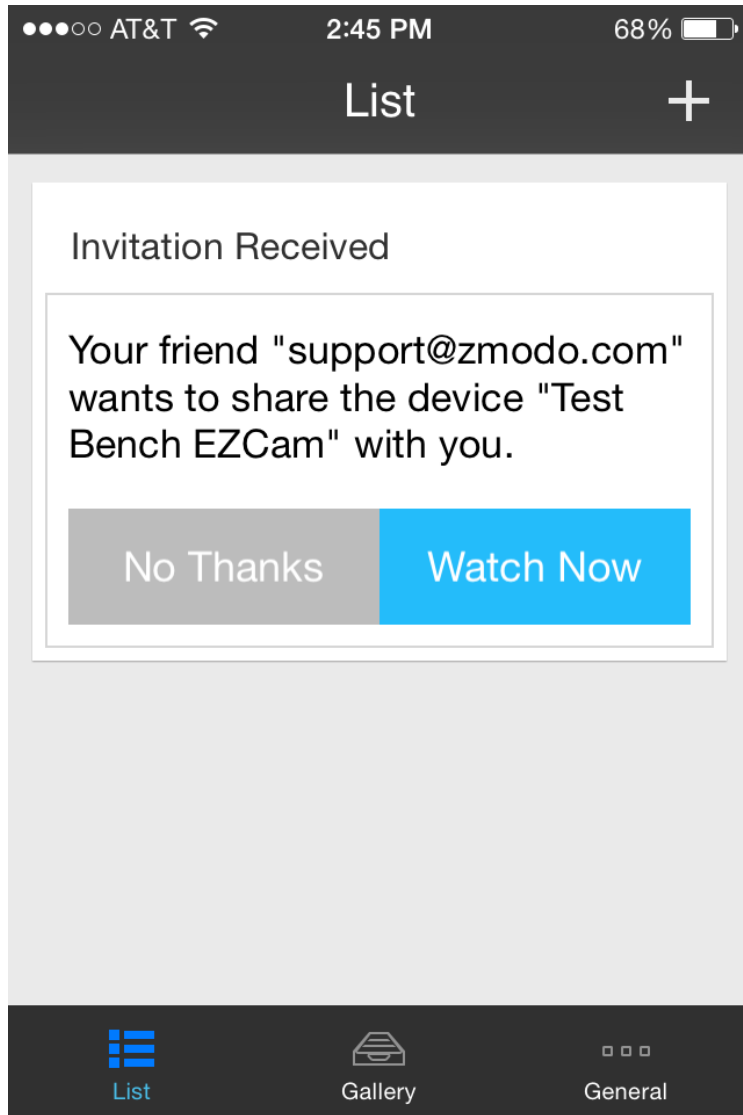 AT&T 2:45 PM 68%
List +
Invitation Received
Your friend "support@zmodo.com"
wants to share the device "Test
Bench EZCam" with you.
No Thanks Watch Now
List Gallery General